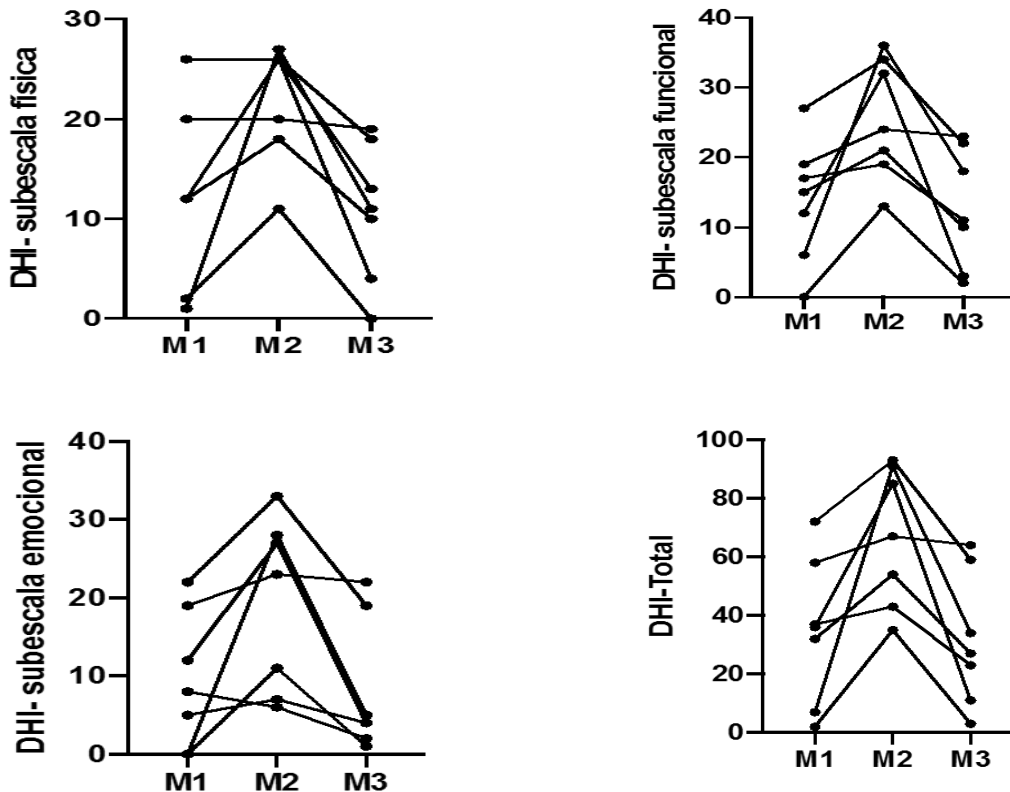 DHI- subescala física
30
20
10
0
M1 M2 M3
DHI- subescala funcional
40
30
20
10
0
M1 M2 M3
DHI- subescala emocional
40
30
20
10
0
M1 M2 M3
DHI-Total
100
80
60
40
20
0
M1 M2 M3